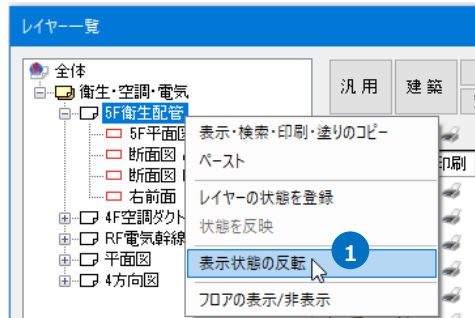 レイヤー一覧
全体
衛生・空調・電気
5F衛生配管
5F平面図
断面図
断面図
右前面
4F空調ダクト
RF電気幹線
平面図
4方向図
汎用
建築
印刷
表示・検索・印刷・塗りのコピー
ペースト
レイヤーの状態を登録
状態を反映
表示状態の反転
1
フロアの表示/非表示